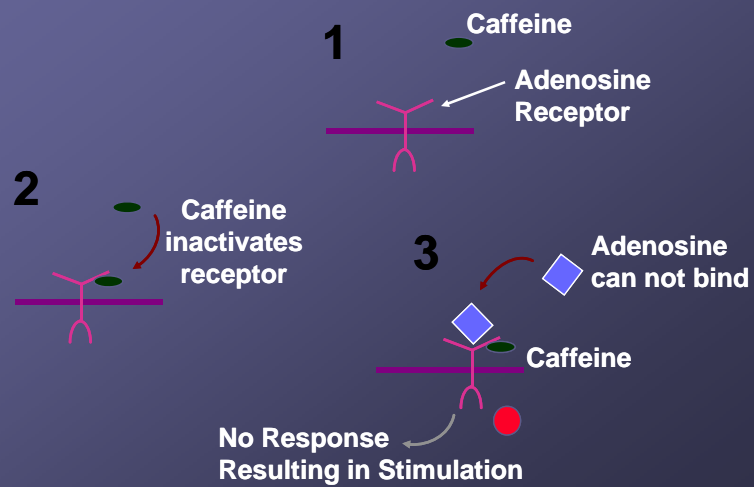 1
Caffeine
Adenosine
Receptor
2
Caffeine
inactivates
receptor
3
Adenosine
can not bind
Caffeine
No Response
Resulting in Stimulation